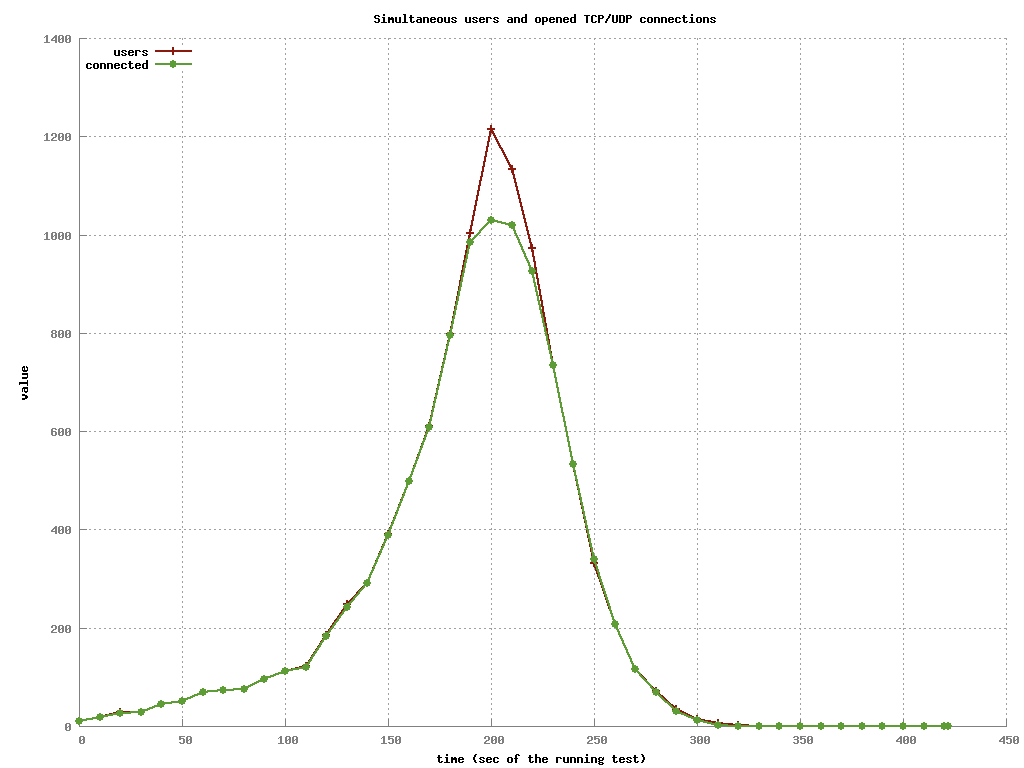 Simultaneous users and opened TCP/UDP connections
users
connected
1400
1200
1000
800
600
400
200
0
value
0 50 100 150 200 250 300 350 400 450
time (sec of the running test)